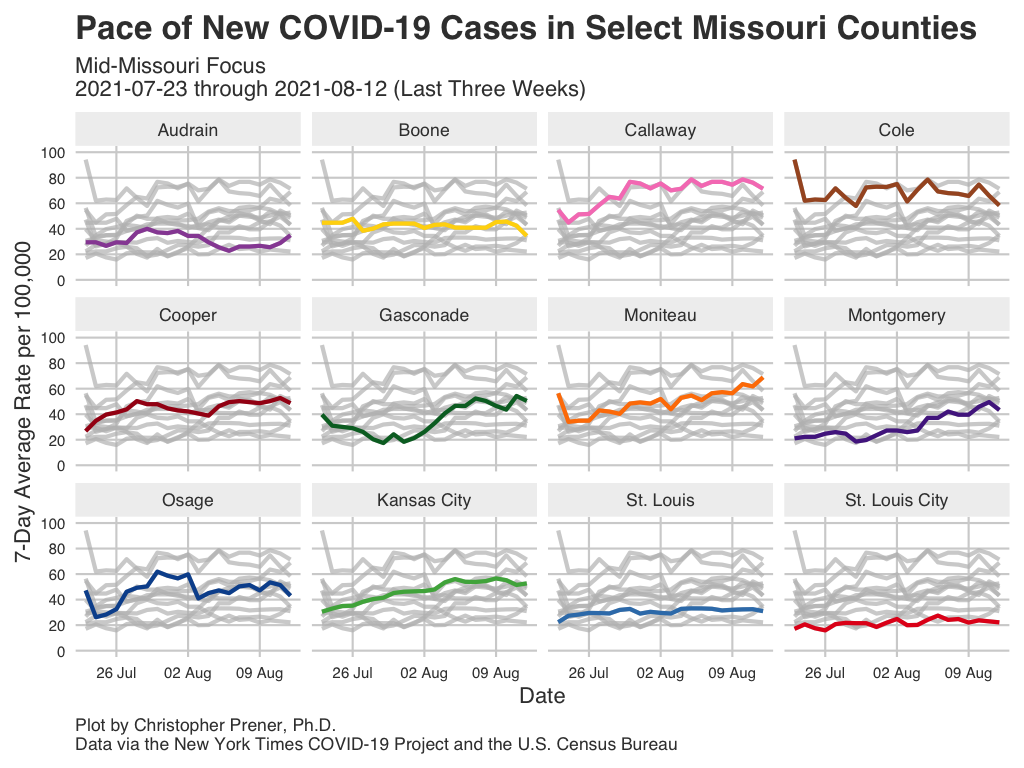 Pace of New COVID-19 Cases in Select Missouri Counties
Mid-Missouri Focus
2021-07-23 through 2021-08-12 (Last Three Weeks)
Audrain Boone Callaway Cole
100
80
60
40
20
0
Cooper Gasconade Moniteau Montgomery
100
80
60
40
20
0
Osage Kansas City St. Louis St. Louis City
100
80
60
40
20
0
7-Day Average Rate per 100,000
26 Jul 02 Aug 09 Aug 26 Jul 02 Aug 09 Aug 26 Jul 02 Aug 09 Aug 26 Jul 02 Aug 09 Aug
Date
Plot by Christopher Prener, Ph.D.
Data via the New York Times COVID-19 Project and the U.S. Census Bureau